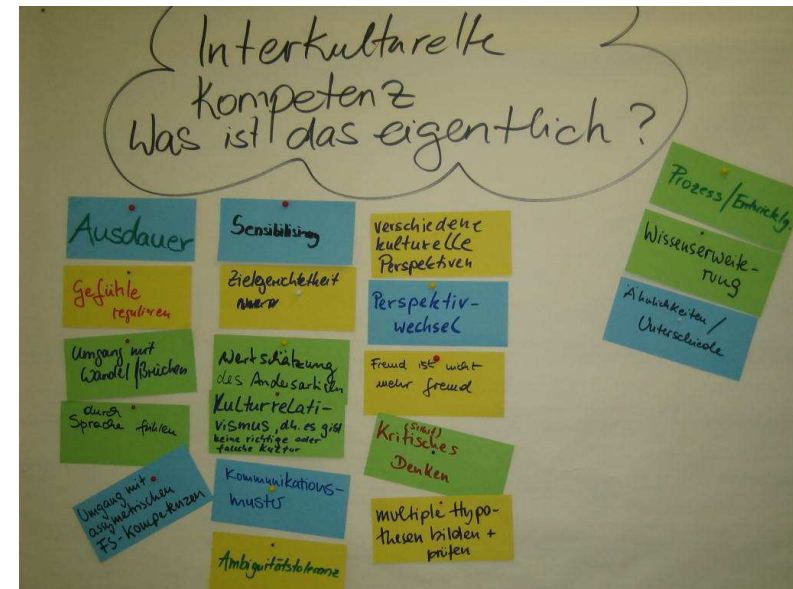 Interkulturelle
Kompetenz
Was ist das eigentlich?
Ausdauer
Gefühle
regulieren
Umgang mit
Wandel/Brüchen
durch
Sprache fühlen
Umgang mit
assymetrischen
FS-Kompetenzen
Sensibilisierung
Zielgerichtetheit
Wertschätzung
des Andersartigen
Kulturrelati-
vismus, d.h. es gibt
keine richtige oder
falsche Kultur
Kommunikations-
muster
Ambiguitätstoleranz
verschiedene
kulturelle
Perspektiven
Perspektiv-
wechsel
Fremd ist nicht
mehr fremd
(Selbst)
Kritisches
Denken
multiple Hypo-
thesen bilden +
prüfen
Prozess/Entwicklg.
Wissenserweite-
rung
Ähnlichkeiten/
Unterschiede